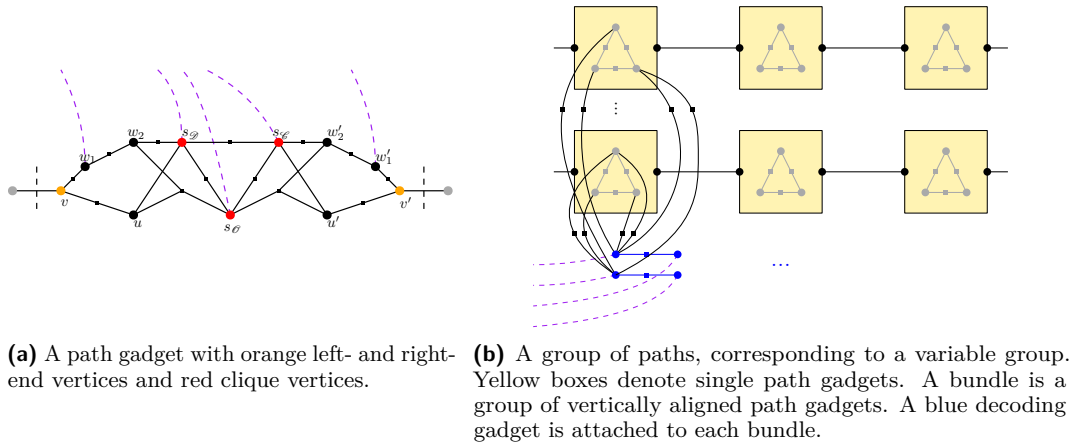 w₂ s𝒟 s𝒞 w′₂
w₁ w′₁
v u s𝒪 u′ v′
⋮
...
(a) A path gadget with orange left- and right-
end vertices and red clique vertices.
(b) A group of paths, corresponding to a variable group.
Yellow boxes denote single path gadgets. A bundle is a
group of vertically aligned path gadgets. A blue decoding
gadget is attached to each bundle.